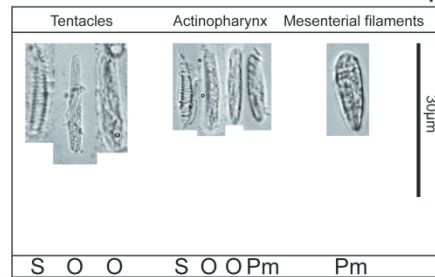 Tentacles Actinopharynx Mesenterial filaments
30µm
S O O S O O Pm Pm